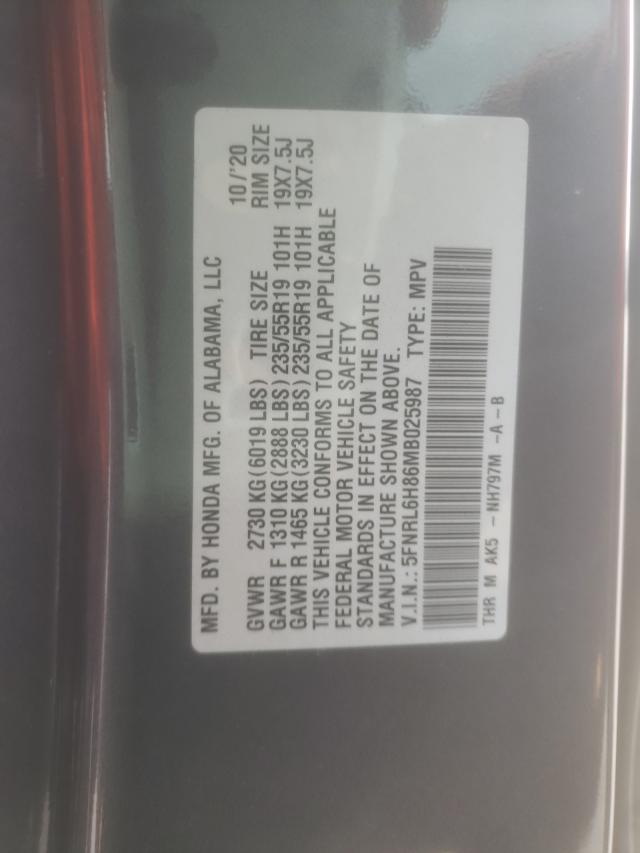 MFD. BY HONDA MFG. OF ALABAMA, LLC 10/'20
GVWR 2730 KG(6019 LBS) TIRE SIZE RIM SIZE
GAWR F 1310 KG(2888 LBS)235/55R19 101H 19X7.5J
GAWR R 1465 KG(3230 LBS)235/55R19 101H 19X7.5J
THIS VEHICLE CONFORMS TO ALL APPLICABLE
FEDERAL MOTOR VEHICLE SAFETY
STANDARDS IN EFFECT ON THE DATE OF
MANUFACTURE SHOWN ABOVE.
V.I.N.: 5FNRL6H86MB025987 TYPE: MPV
THR M AK5 - NH797M -A-B